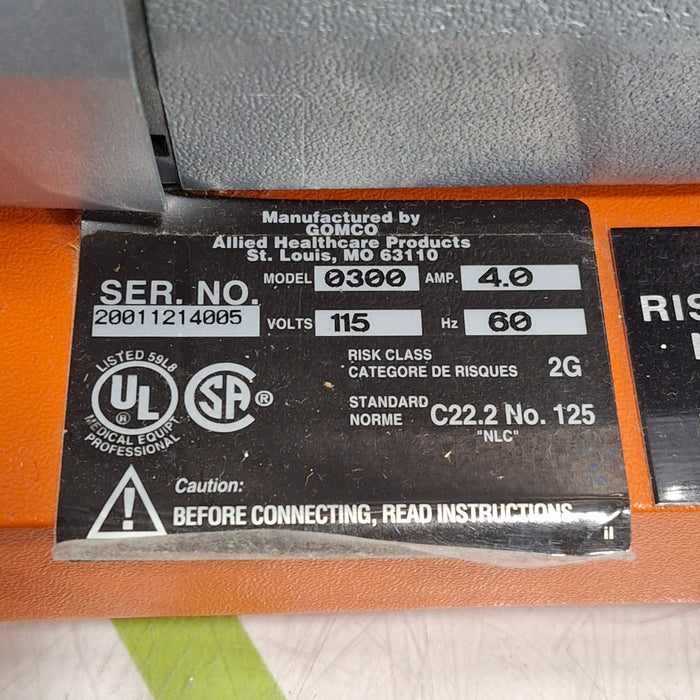 Manufactured by
GOMCO
Allied Healthcare Products
St. Louis, MO 63110
MODEL 0300 AMP. 4.0
SER. NO.
20011214005
VOLTS 115 Hz 60
RISK CLASS
CATEGORE DE RISQUES 2G
STANDARD
NORME C22.2 No. 125
"NLC"
LISTED 59L8
UL ®
MEDICAL EQUIP
PROFESSIONAL
CSA ®
Caution:
! BEFORE CONNECTING, READ INSTRUCTIONS
RIS